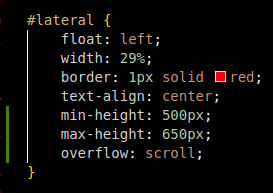 #lateral {
    float: left;
    width: 29%;
    border: 1px solid red;
    text-align: center;
    min-height: 500px;
    max-height: 650px;
    overflow: scroll;
}